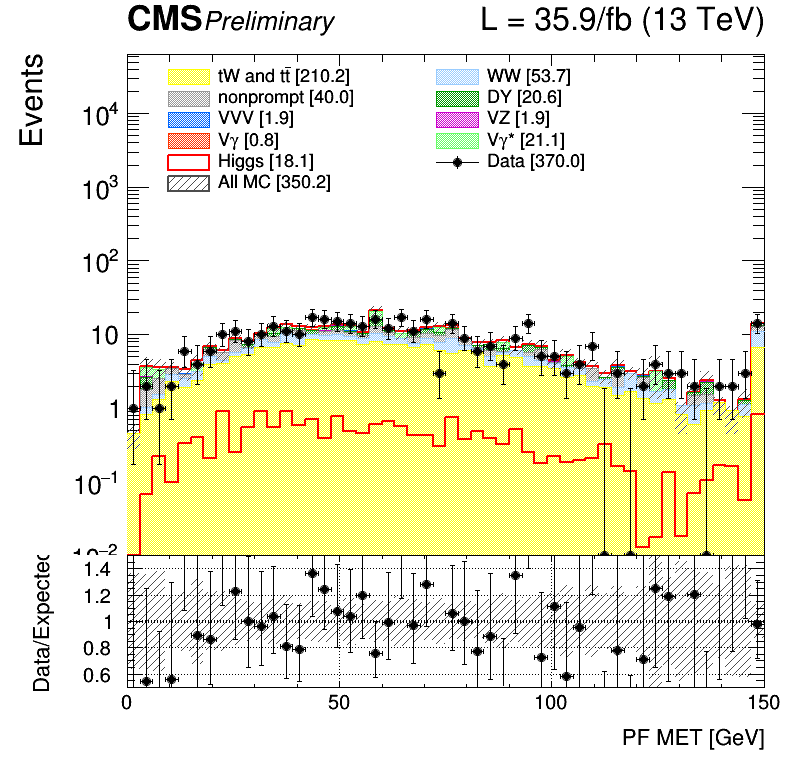 CMS Preliminary L = 35.9/fb (13 TeV)
Events
tW and tt̄ [210.2] WW [53.7]
nonprompt [40.0] DY [20.6]
VVV [1.9] VZ [1.9]
Vγ [0.8] Vγ* [21.1]
Higgs [18.1] Data [370.0]
All MC [350.2]
10⁴
10³
10²
10
1
10⁻¹
10⁻²
Data/Expected
1.4
1.2
1
0.8
0.6
0 50 100 150
PF MET [GeV]